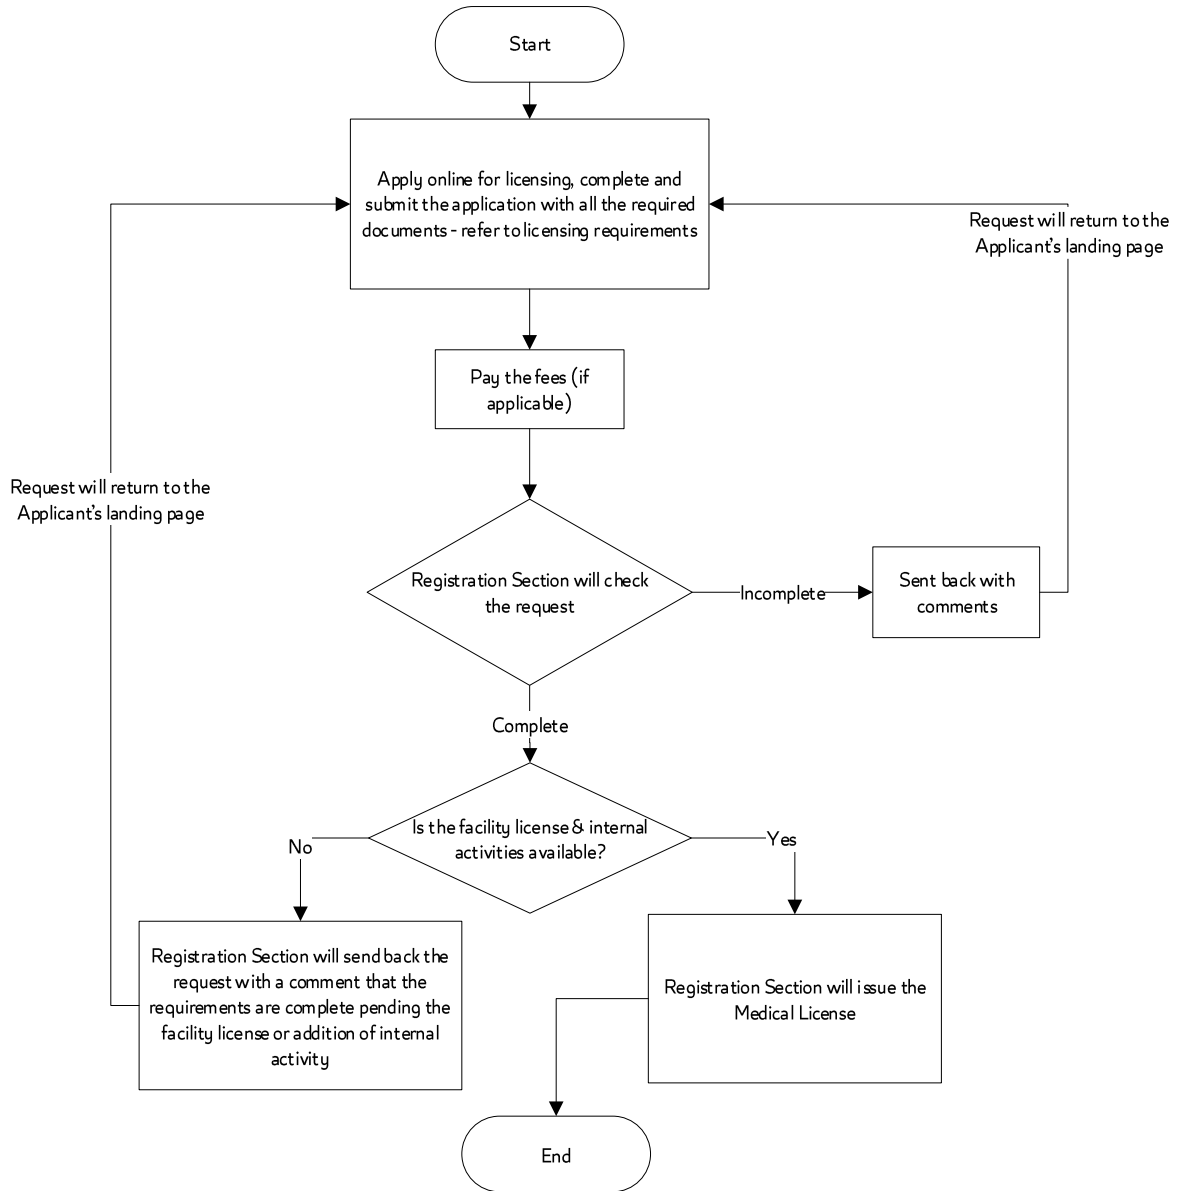 Start
Apply online for licensing, complete and
submit the application with all the required
documents - refer to licensing requirements
Request will return to the
Applicant's landing page
Pay the fees (if
applicable)
Request will return to the
Applicant's landing page
Registration Section will check
the request
Incomplete
Sent back with
comments
Complete
Is the facility license & internal
activities available?
No
Yes
Registration Section will send back the
request with a comment that the
requirements are complete pending the
facility license or addition of internal
activity
Registration Section will issue the
Medical License
End